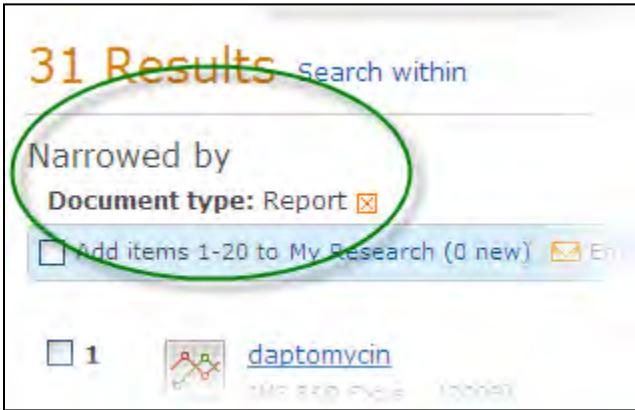 31 Results Search within
Narrowed by
Document type: Report
Add items 1-20 to My Research (0 new)
1 daptomycin